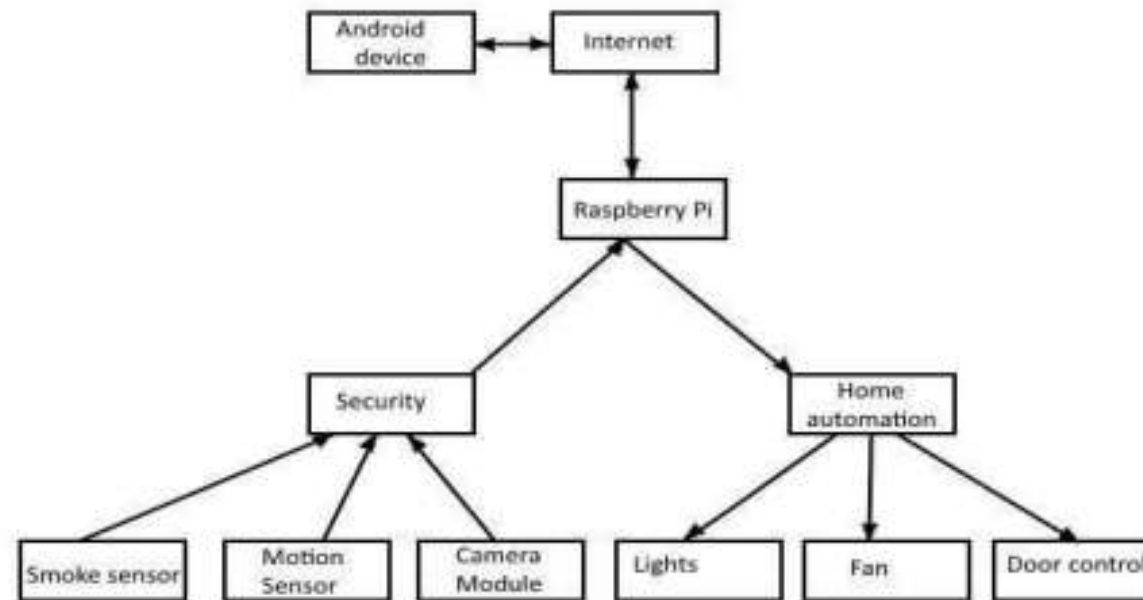 Android
device
Internet
Raspberry Pi
Security
Home
automation
Smoke sensor
Motion
Sensor
Camera
Module
Lights
Fan
Door control